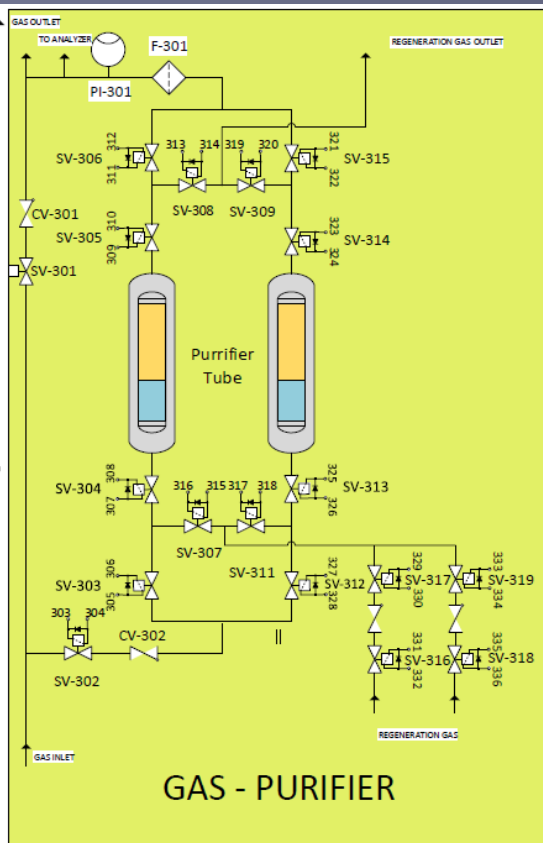 GAS OUTLET
TO ANALYZER
F-301
REGENERATION GAS OUTLET
PI-301
312
311
SV-306
313
314
319
320
321
322
SV-315
SV-308
SV-309
CV-301
310
309
SV-305
323
324
SV-314
SV-301
Purrifier
Tube
308
307
SV-304
316
315
317
318
325
326
SV-313
SV-307
SV-311
306
305
SV-303
327
328
SV-312
329
330
SV-317
333
334
SV-319
303
304
CV-302
SV-302
331
332
SV-316
335
336
SV-318
REGENERATION GAS
GAS INLET
GAS - PURIFIER